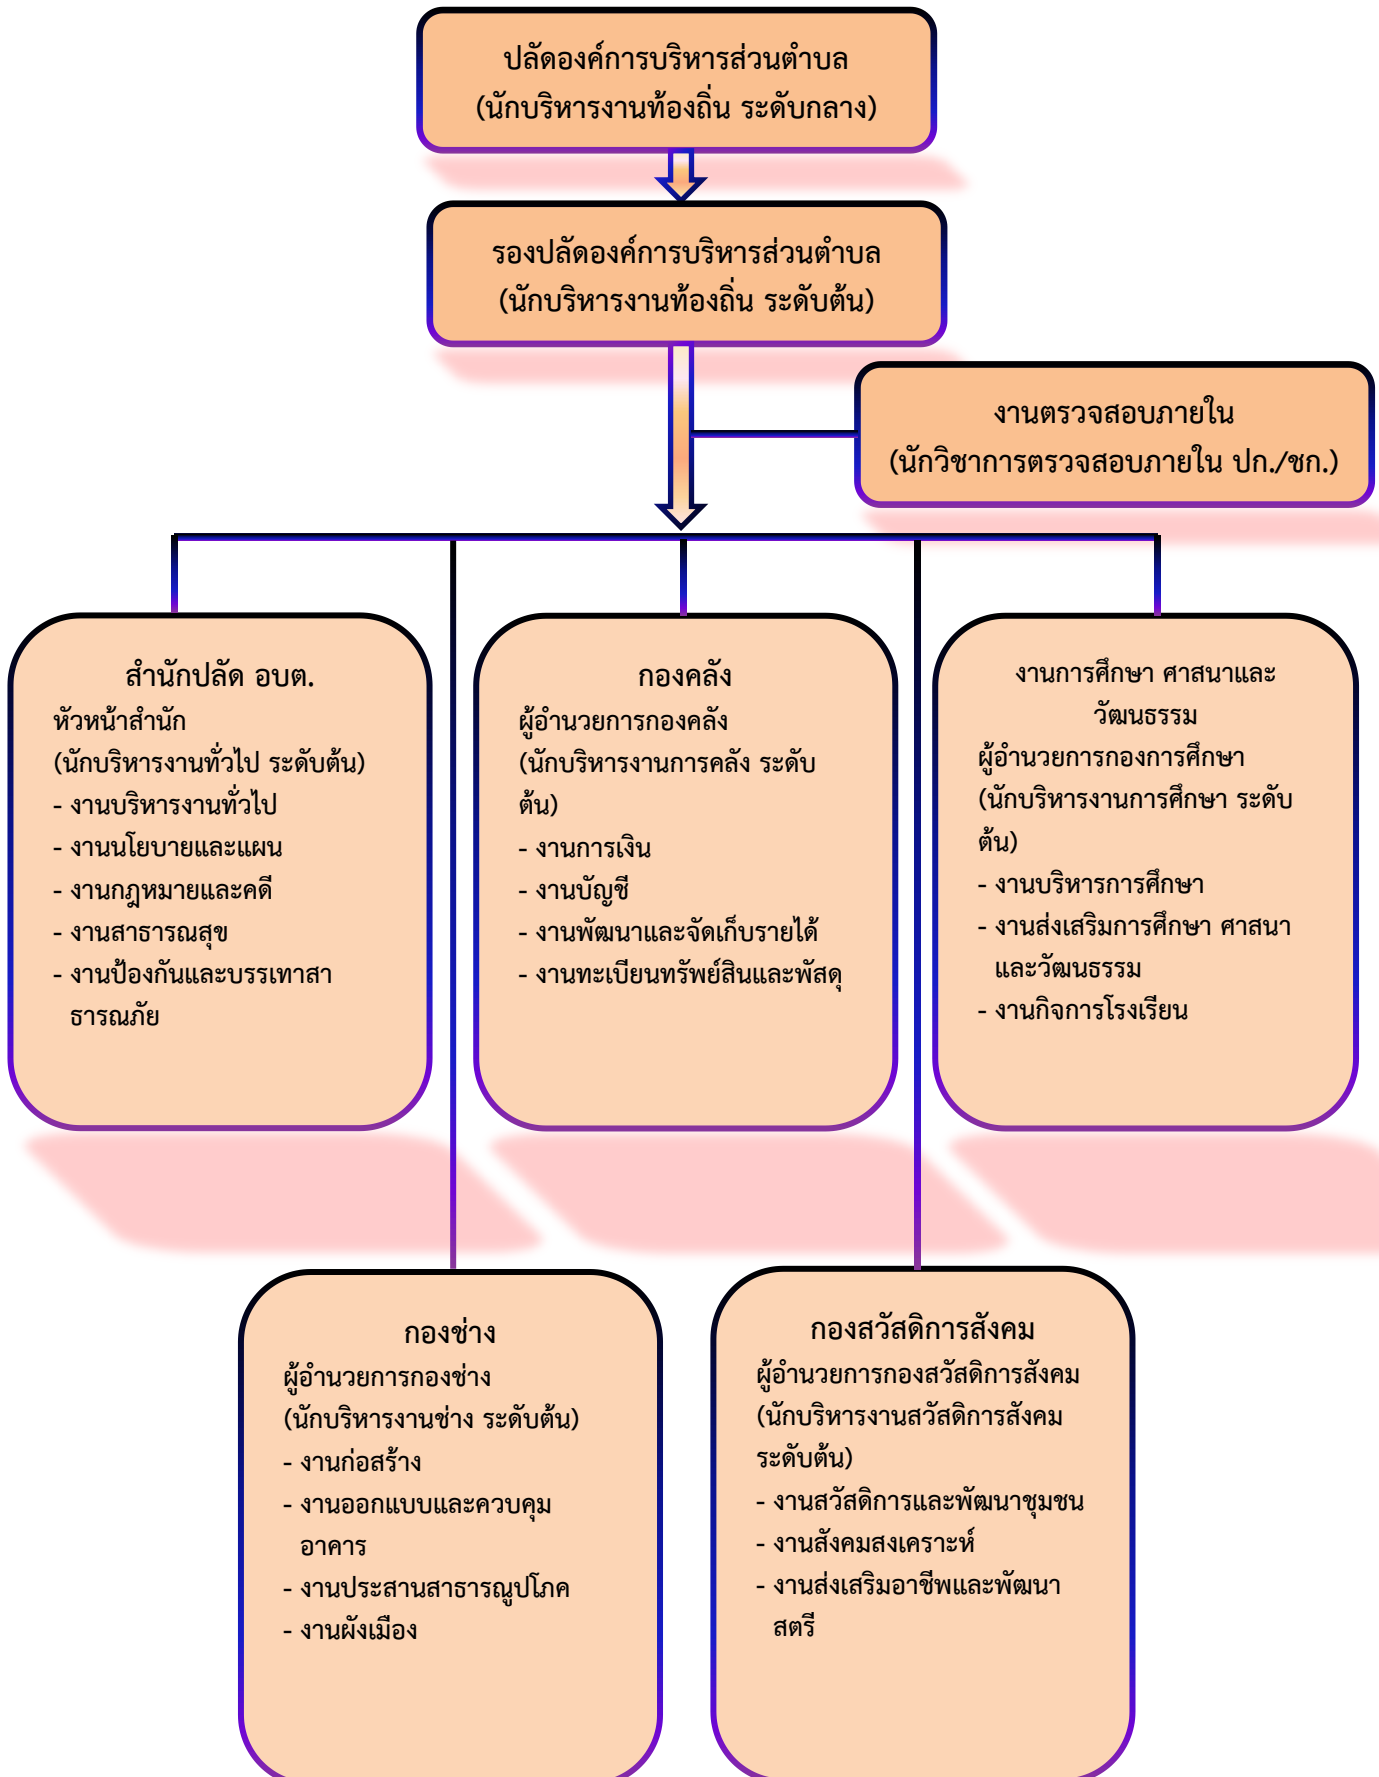 ปลัดองค์การบริหารส่วนตำบล
(นักบริหารงานท้องถิ่น ระดับกลาง)
รองปลัดองค์การบริหารส่วนตำบล
(นักบริหารงานท้องถิ่น ระดับต้น)
งานตรวจสอบภายใน
(นักวิชาการตรวจสอบภายใน ปก./ชก.)
สำนักปลัด อบต.
หัวหน้าสำนัก
(นักบริหารงานทั่วไป ระดับต้น)
- งานบริหารงานทั่วไป
- งานนโยบายและแผน
- งานกฎหมายและคดี
- งานสาธารณสุข
- งานป้องกันและบรรเทาสา
ธารณภัย
กองคลัง
ผู้อำนวยการกองคลัง
(นักบริหารงานการคลัง ระดับ
ต้น)
- งานการเงิน
- งานบัญชี
- งานพัฒนาและจัดเก็บรายได้
- งานทะเบียนทรัพย์สินและพัสดุ
งานการศึกษา ศาสนาและ
วัฒนธรรม
ผู้อำนวยการกองการศึกษา
(นักบริหารงานการศึกษา ระดับ
ต้น)
- งานบริหารการศึกษา
- งานส่งเสริมการศึกษา ศาสนา
และวัฒนธรรม
- งานกิจการโรงเรียน
กองช่าง
ผู้อำนวยการกองช่าง
(นักบริหารงานช่าง ระดับต้น)
- งานก่อสร้าง
- งานออกแบบและควบคุม
อาคาร
- งานประสานสาธารณูปโภค
- งานผังเมือง
กองสวัสดิการสังคม
ผู้อำนวยการกองสวัสดิการสังคม
(นักบริหารงานสวัสดิการสังคม
ระดับต้น)
- งานสวัสดิการและพัฒนาชุมชน
- งานสังคมสงเคราะห์
- งานส่งเสริมอาชีพและพัฒนา
สตรี